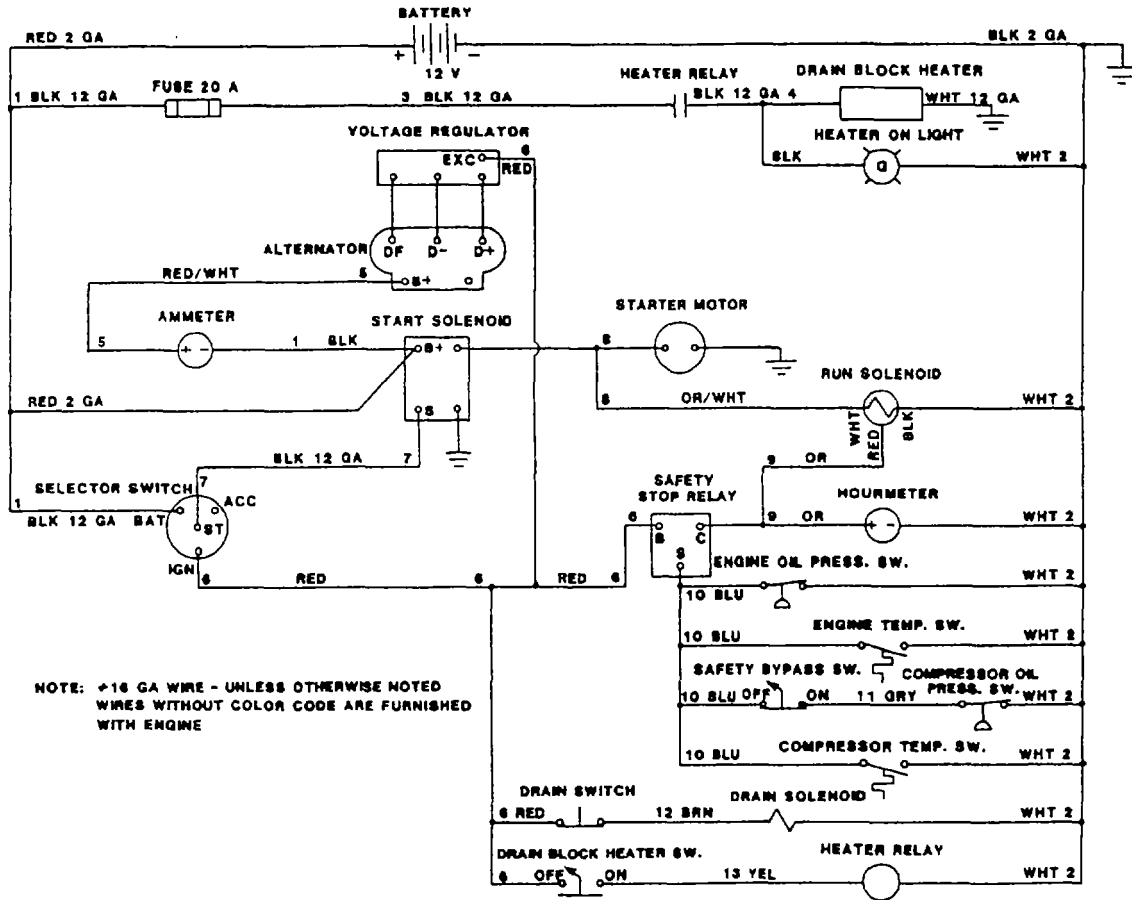 BATTERY
RED 2 GA
+ -
BLK 2 GA
12 V
FUSE 20 A
HEATER RELAY
DRAIN BLOCK HEATER
1 BLK 12 GA
3 BLK 12 GA
BLK 12 GA 4
WHT 12 GA
VOLTAGE REGULATOR
6
HEATER ON LIGHT
EXC
RED
BLK
G
WHT 2
ALTERNATOR
DF D- D+
RED/WHT
5
B+
AMMETER
START SOLENOID
STARTER MOTOR
5
+ -
1 BLK
B+
8
RUN SOLENOID
RED 2 GA
S
8
OR/WHT
WHT
RED
BLK
WHT 2
BLK 12 GA 7
9 OR
SELECTOR SWITCH
7
ACC
SAFETY
STOP RELAY
HOURMETER
1
BLK 12 GA
BAT
ST
6
B
C
9 OR
+ -
WHT 2
IGN
S
ENGINE OIL PRESS. SW.
6
RED
6
RED
6
10 BLU
WHT 2
ENGINE TEMP. SW.
10 BLU
WHT 2
SAFETY BYPASS SW.
COMPRESSOR OIL
PRESS. SW.
NOTE: #16 GA WIRE - UNLESS OTHERWISE NOTED
WIRES WITHOUT COLOR CODE ARE FURNISHED
WITH ENGINE
10 BLU
OFF
ON
11 GRY
WHT 2
COMPRESSOR TEMP. SW.
10 BLU
WHT 2
DRAIN SWITCH
DRAIN SOLENOID
6 RED
12 BRN
WHT 2
DRAIN BLOCK HEATER SW.
HEATER RELAY
6
OFF
ON
13 YEL
WHT 2